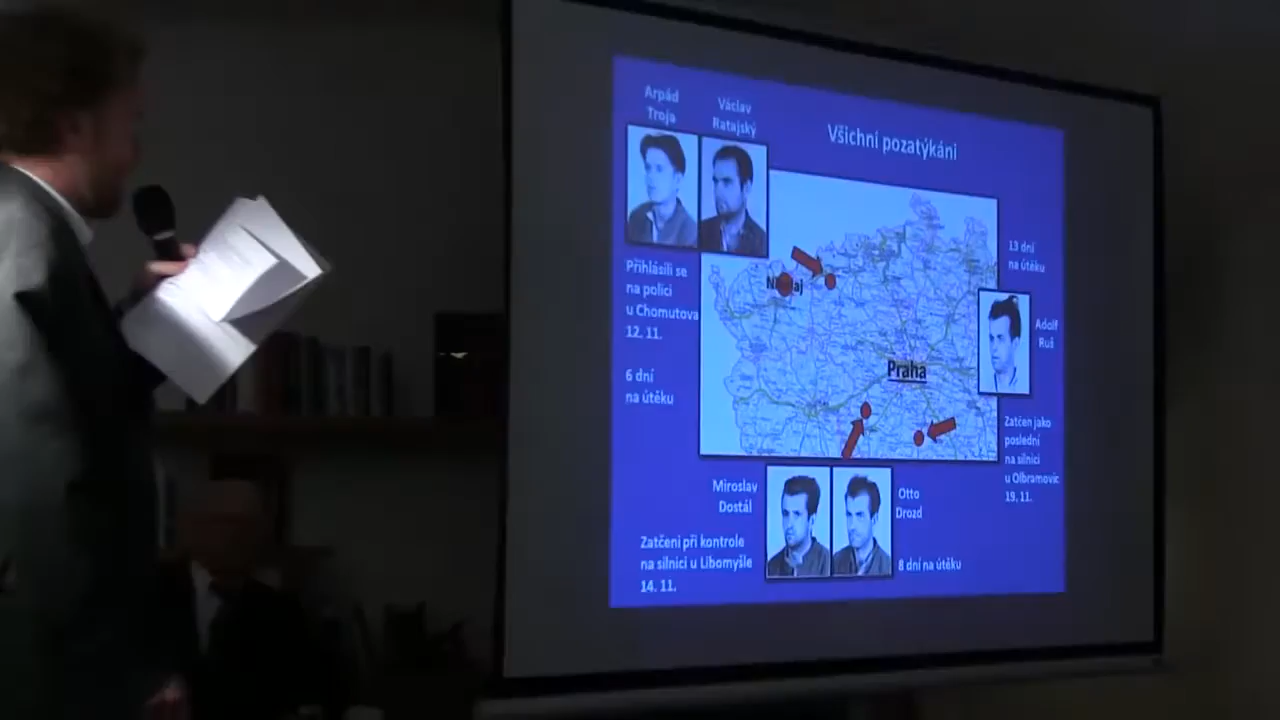 Všichni pozatýkáni
Arpád
Troja
Václav
Ratajský
Přihlásili se
na polici
u Chomutova
12. 11.
6 dní
na útěku
Praha
13 dní
na útěku
Adolf
Ruš
Zatčen jako
poslední
na silnici
u Olbramovic
19. 11.
Miroslav
Dostál
Otto
Drozd
Zatčeni při kontrole
na silnici u Libomyšle
14. 11.
8 dní na útěku